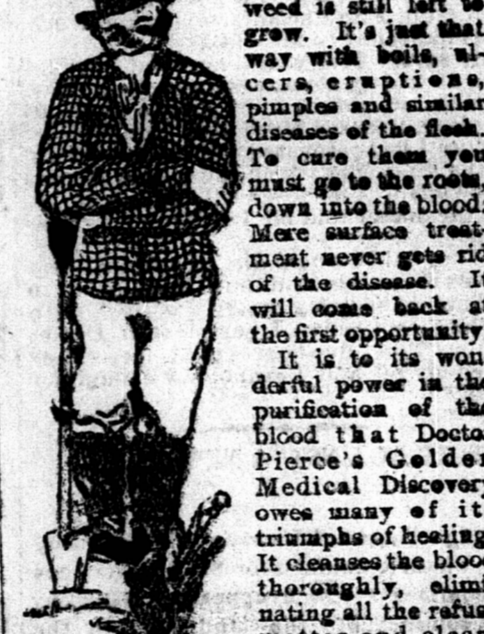 weed is still left to
grow. It's just that
way with boils, ul-
cers, eruptions,
pimples and similar
diseases of the flesh.
To cure them you
must go to the roots,
down into the blood.
Mere surface treat-
ment never gets rid
of the disease. It
will come back at
the first opportunity
It is to its won
derful power in the
purification of the
blood that Docto
Pierce's Golden
Medical Discovery
owes many of it
triumphs of healing
It cleanses the blood
thoroughly, elimi
nating all the refus